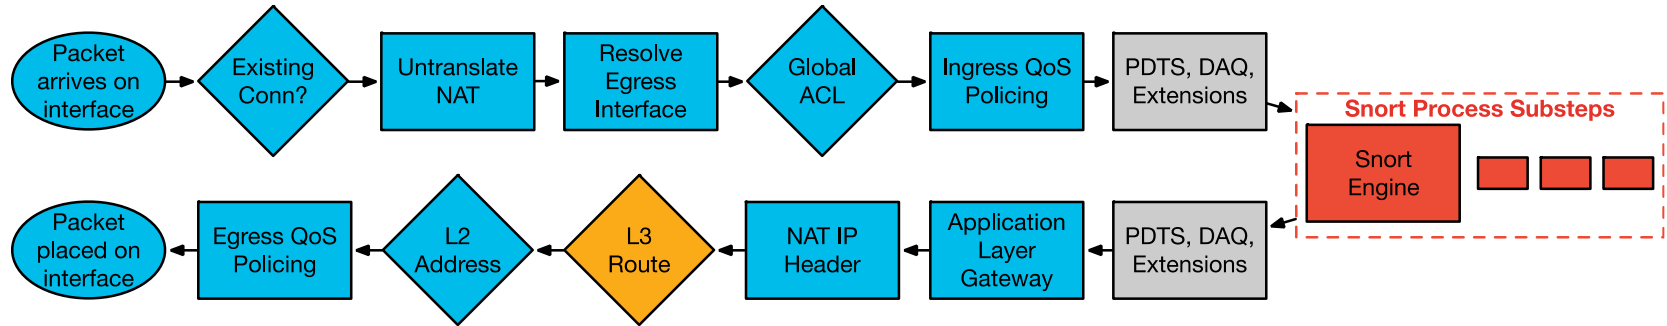 Packet
arrives on
interface
Existing
Conn?
Untranslate
NAT
Resolve
Egress
Interface
Global
ACL
Ingress QoS
Policing
PDTS, DAQ,
Extensions
Snort Process Substeps
Snort
Engine
Packet
placed on
interface
Egress QoS
Policing
L2
Address
L3
Route
NAT IP
Header
Application
Layer
Gateway
PDTS, DAQ,
Extensions